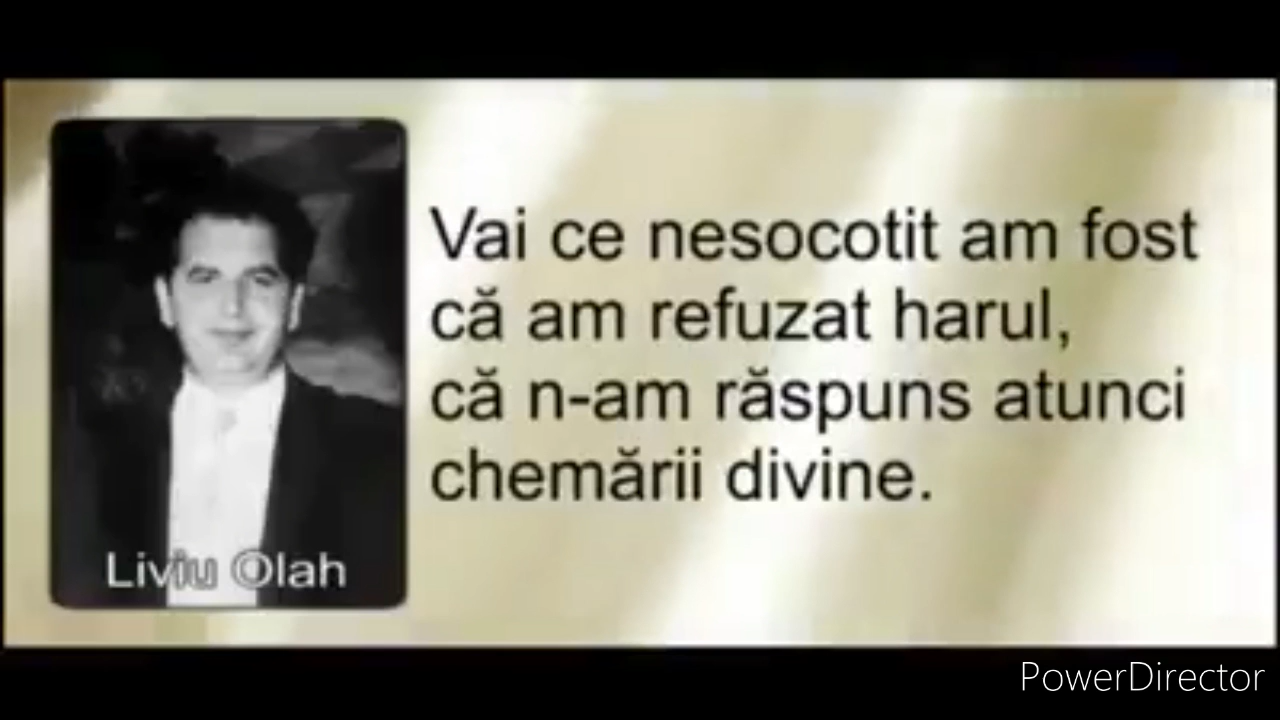 Vai ce nesocotit am fost
că am refuzat harul,
că n-am răspuns atunci
chemării divine.
Liviu Olah
PowerDirector